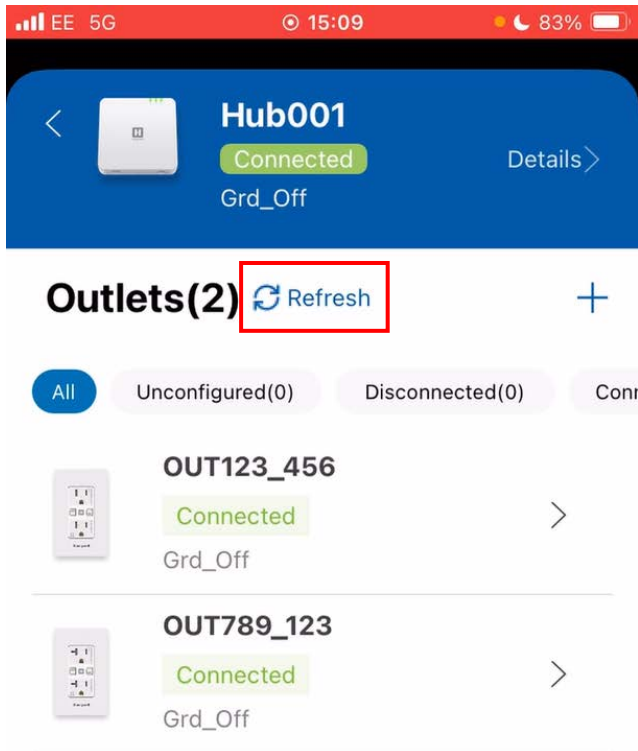 EE 5G 15:09 83%
Hub001
Connected
Details
Grd_Off
Outlets(2) Refresh
All Unconfigured(0) Disconnected(0) Conn
OUT123_456
Connected
Grd_Off
OUT789_123
Connected
Grd_Off